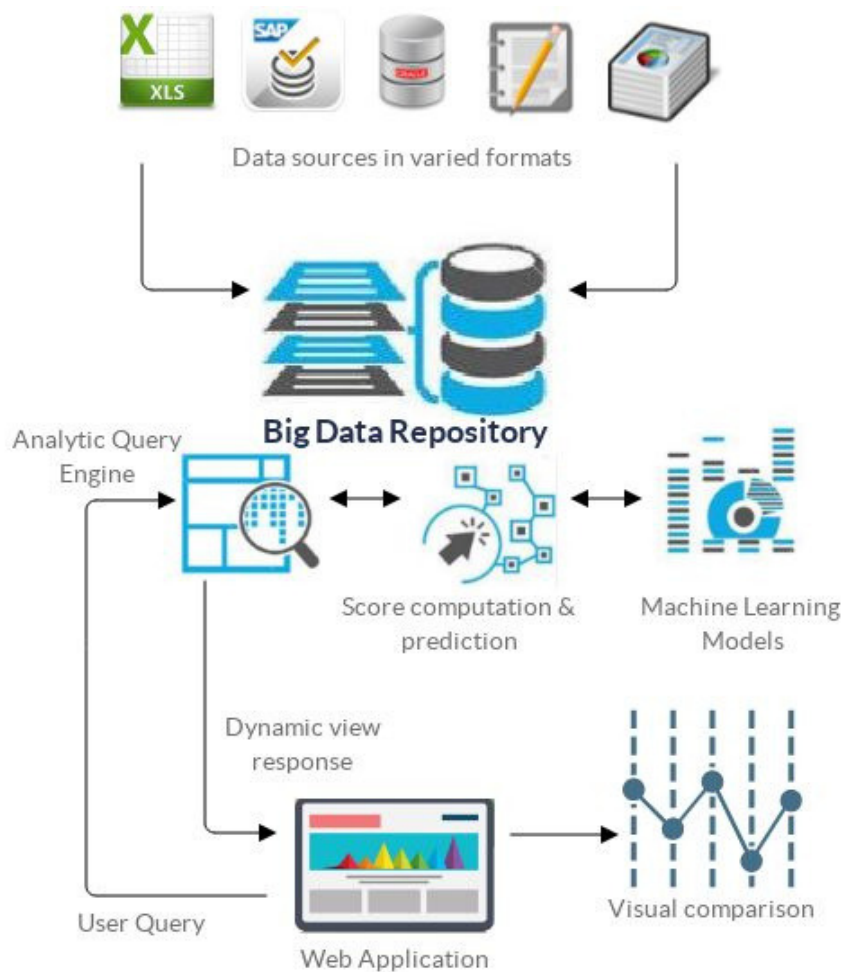 X
XLS
SAP
ORACLE
Data sources in varied formats
Big Data Repository
Analytic Query
Engine
Score computation &
prediction
Machine Learning
Models
Dynamic view
response
User Query
Web Application
Visual comparison